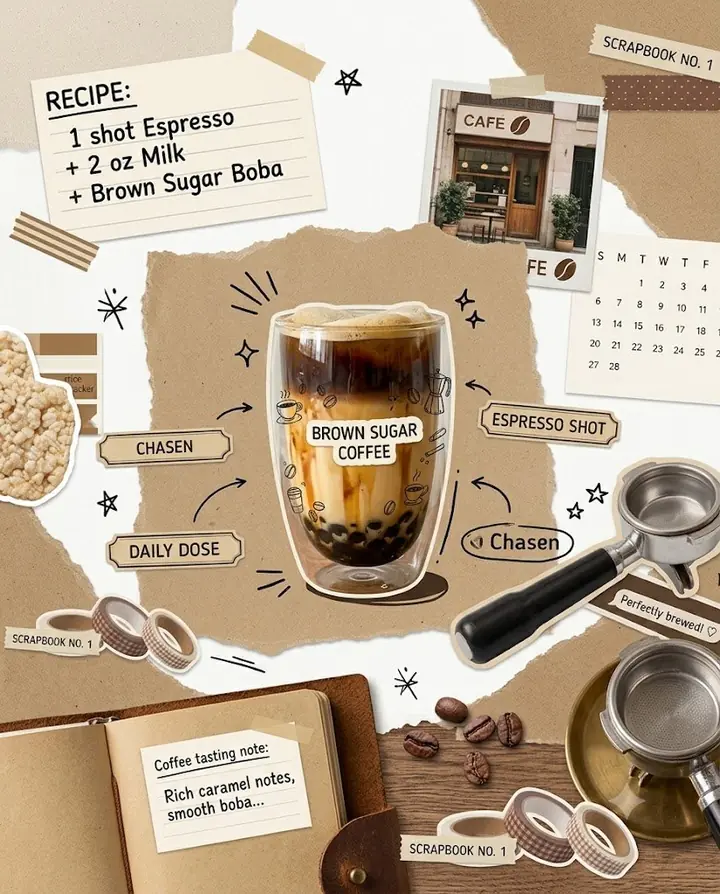 SCRAPBOOK NO. 1
RECIPE:
1 shot Espresso
+ 2 oz Milk
+ Brown Sugar Boba
CAFE
FE
S M T W T F
1 2 3 4
6 7 8 9 10 11
13 14 15 16 17 18
20 21 22 23 24 25
27 28
BROWN SUGAR
COFFEE
CHASEN
ESPRESSO SHOT
DAILY DOSE
Chasen
Perfectly brewed! ♡
SCRAPBOOK NO. 1
Coffee tasting note:
Rich caramel notes,
smooth boba...
SCRAPBOOK NO. 1